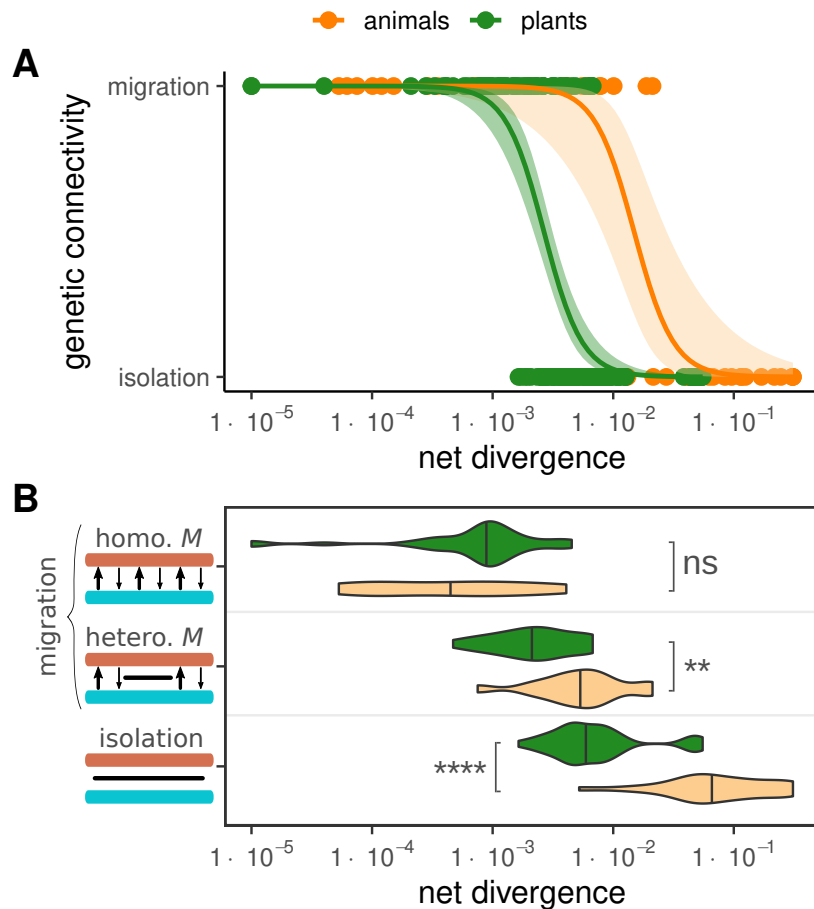 animals plants
A
migration
genetic connectivity
isolation
1 · 10⁻⁵ 1 · 10⁻⁴ 1 · 10⁻³ 1 · 10⁻² 1 · 10⁻¹
net divergence
B
migration
homo. M
ns
hetero. M
**
isolation
****
1 · 10⁻⁵ 1 · 10⁻⁴ 1 · 10⁻³ 1 · 10⁻² 1 · 10⁻¹
net divergence